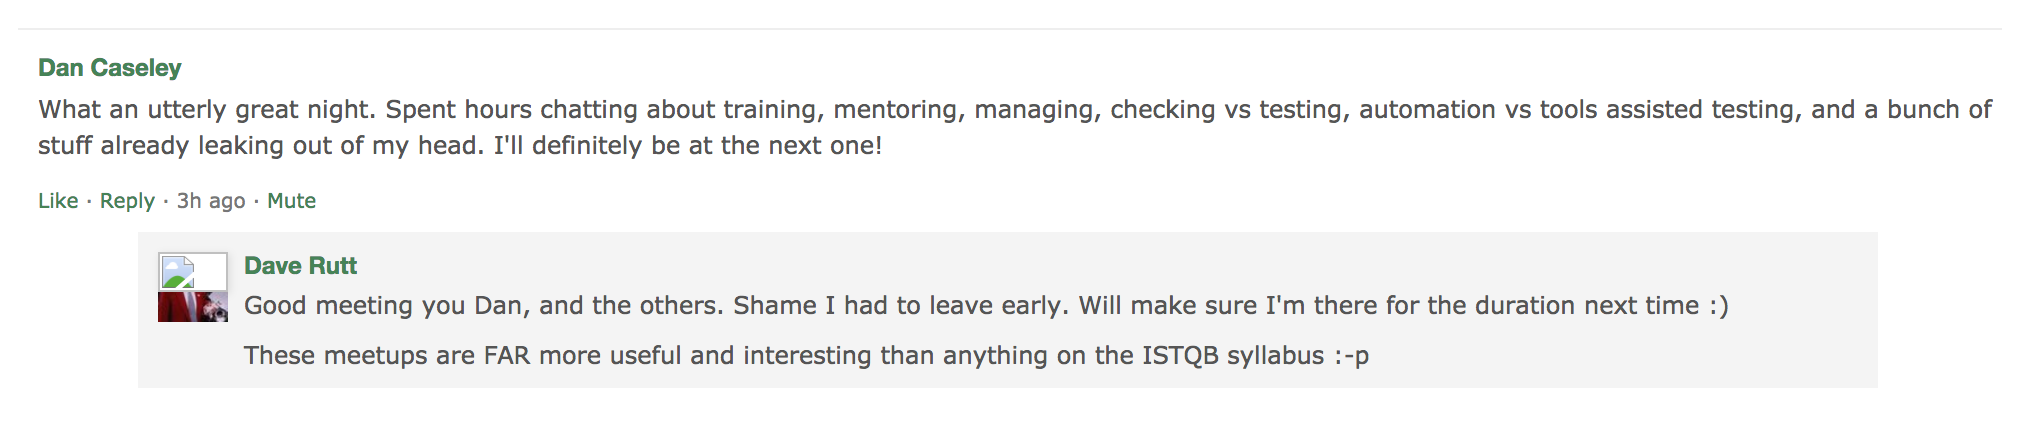 Dan Caseley
What an utterly great night. Spent hours chatting about training, mentoring, managing, checking vs testing, automation vs tools assisted testing, and a bunch of
stuff already leaking out of my head. I'll definitely be at the next one!
Like · Reply · 3h ago · Mute
Dave Rutt
Good meeting you Dan, and the others. Shame I had to leave early. Will make sure I'm there for the duration next time :)
These meetups are FAR more useful and interesting than anything on the ISTQB syllabus :-p